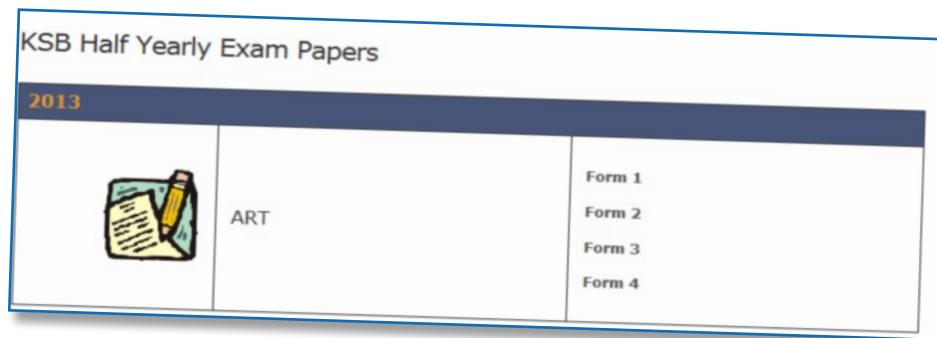 KSB Half Yearly Exam Papers
2013
ART
Form 1
Form 2
Form 3
Form 4